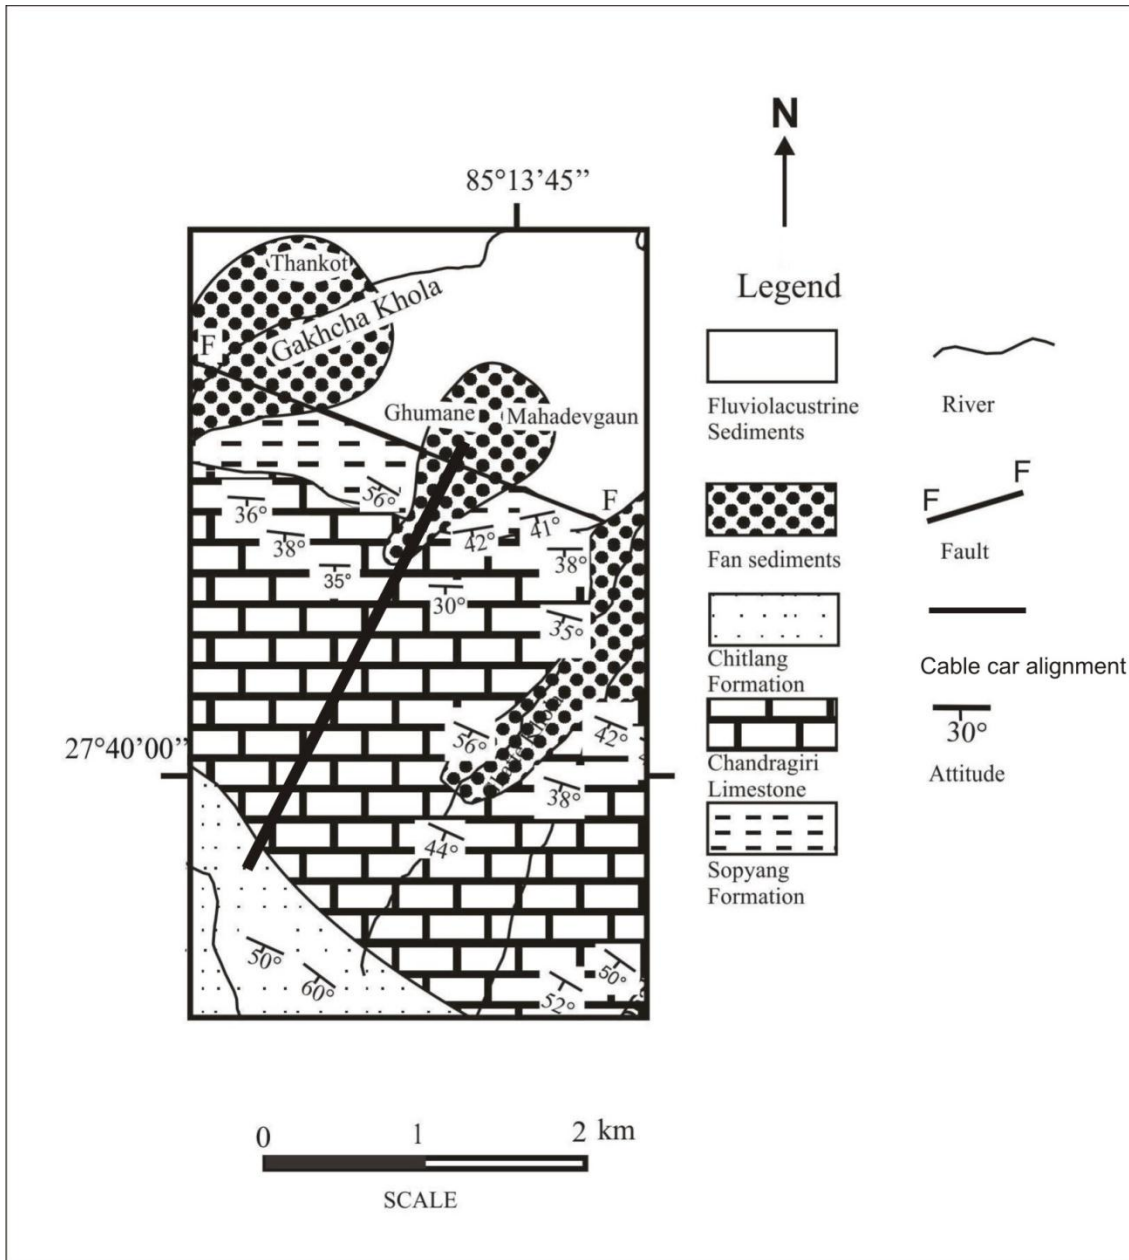 N
85°13’45”
Thankot
Legend
Gakhcha Khola
F
Ghumane
Mahadevgaun
Fluviolacustrine
Sediments
River
56°
F
F
F
36°
42°
41°
38°
38°
Fan sediments
Fault
35°
30°
35°
Chitlang
Formation
Cable car alignment
56°
42°
30°
27°40’00”
Chandragiri
Limestone
Attitude
38°
44°
Sopyang
Formation
50°
60°
52°
50°
0 1 2 km
SCALE